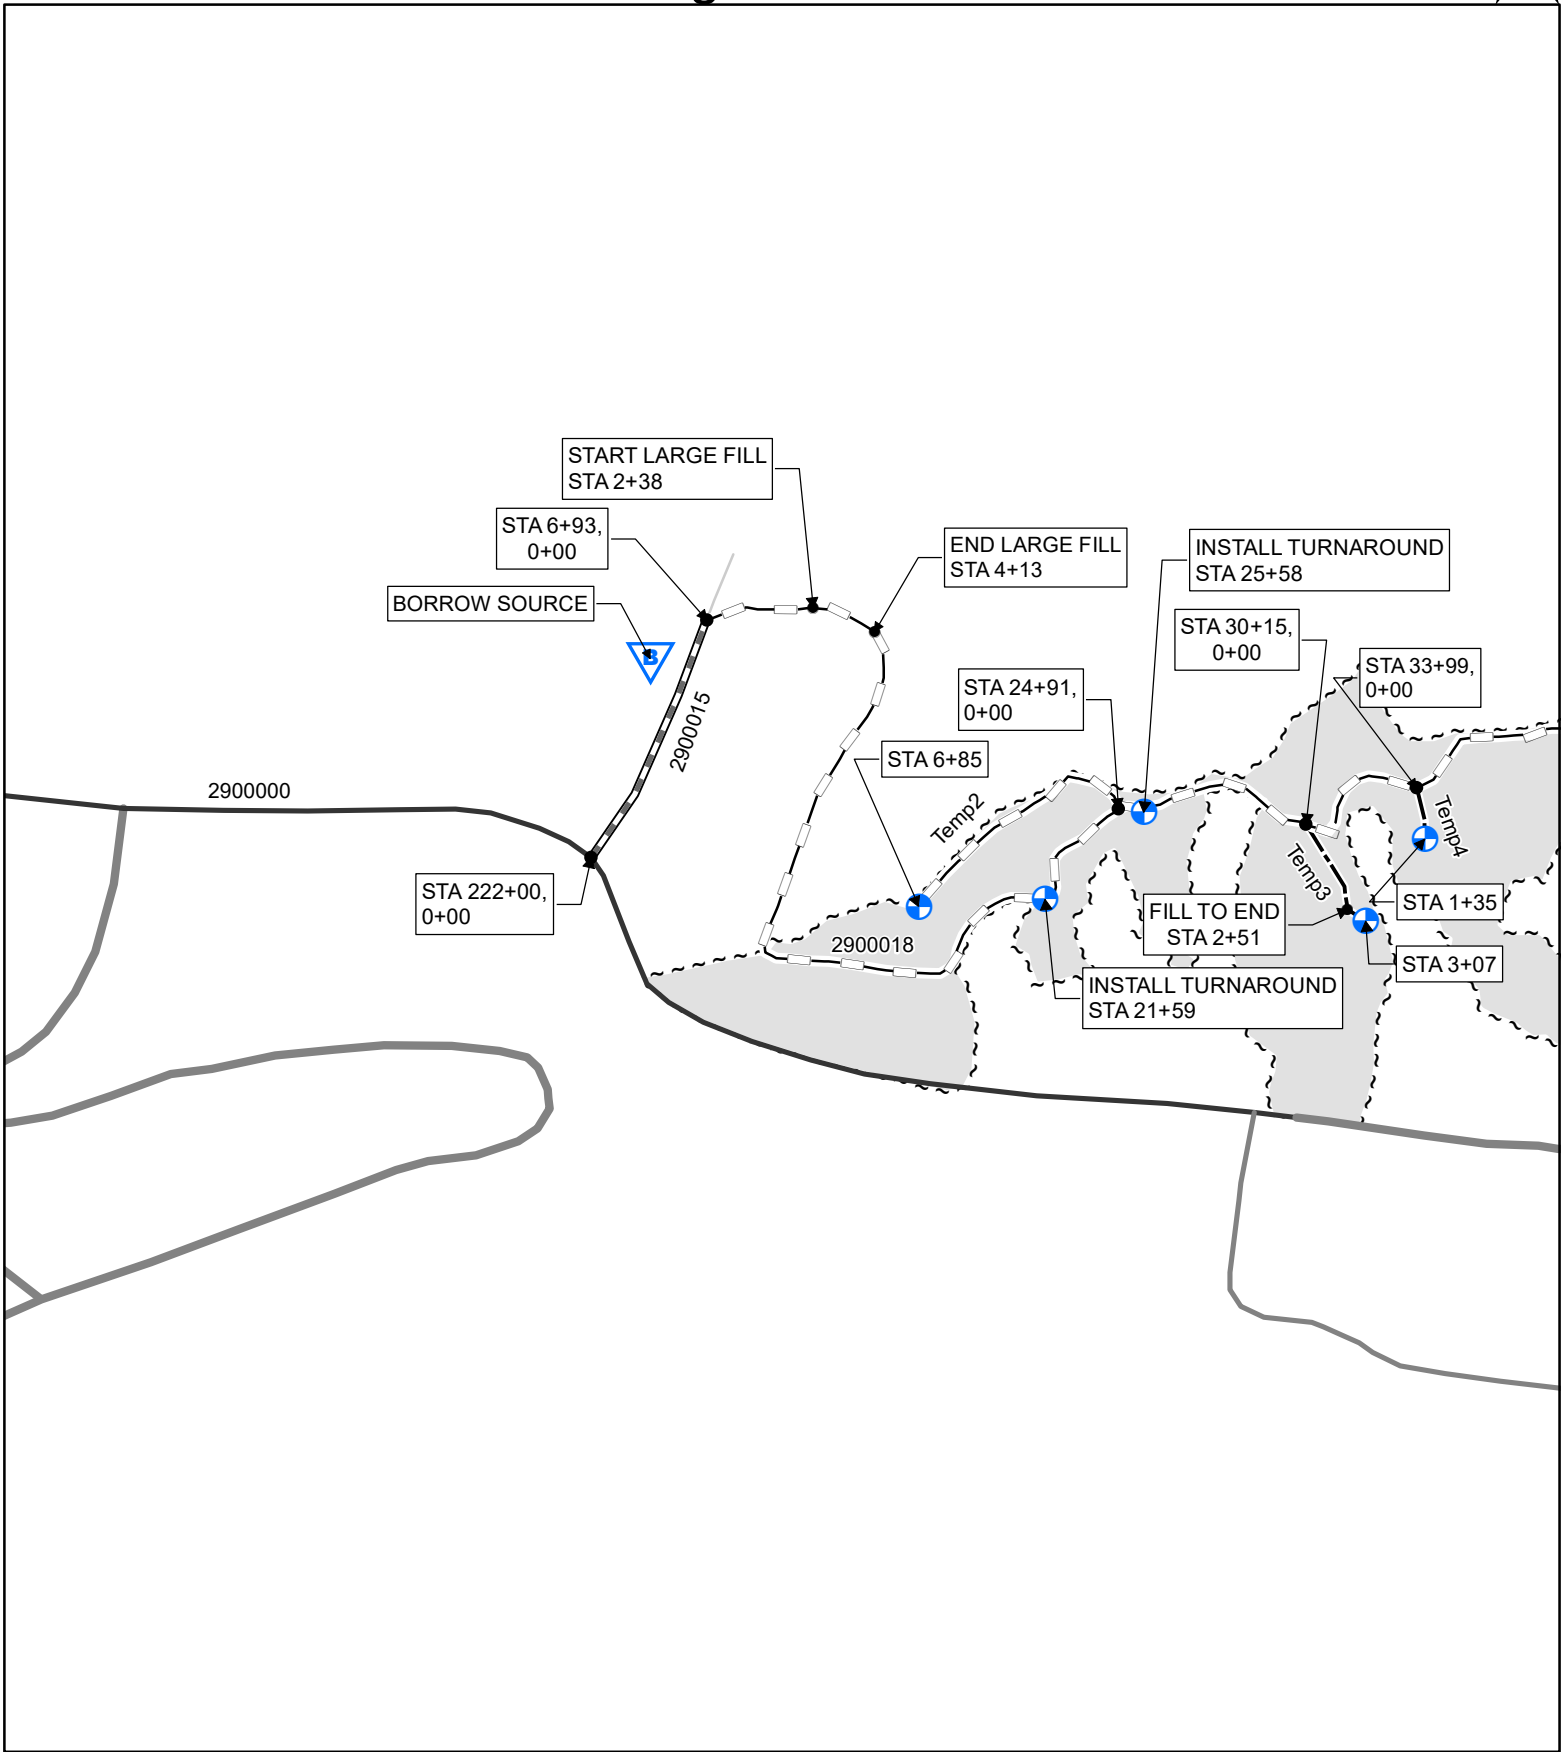 START LARGE FILL
STA 2+38
STA 6+93,
0+00
END LARGE FILL
STA 4+13
INSTALL TURNAROUND
STA 25+58
BORROW SOURCE
B
STA 30+15,
0+00
STA 33+99,
0+00
STA 24+91,
0+00
2900015
STA 6+85
2900000
Temp2
Temp4
Temp3
STA 222+00,
0+00
STA 1+35
FILL TO END
STA 2+51
2900018
STA 3+07
INSTALL TURNAROUND
STA 21+59